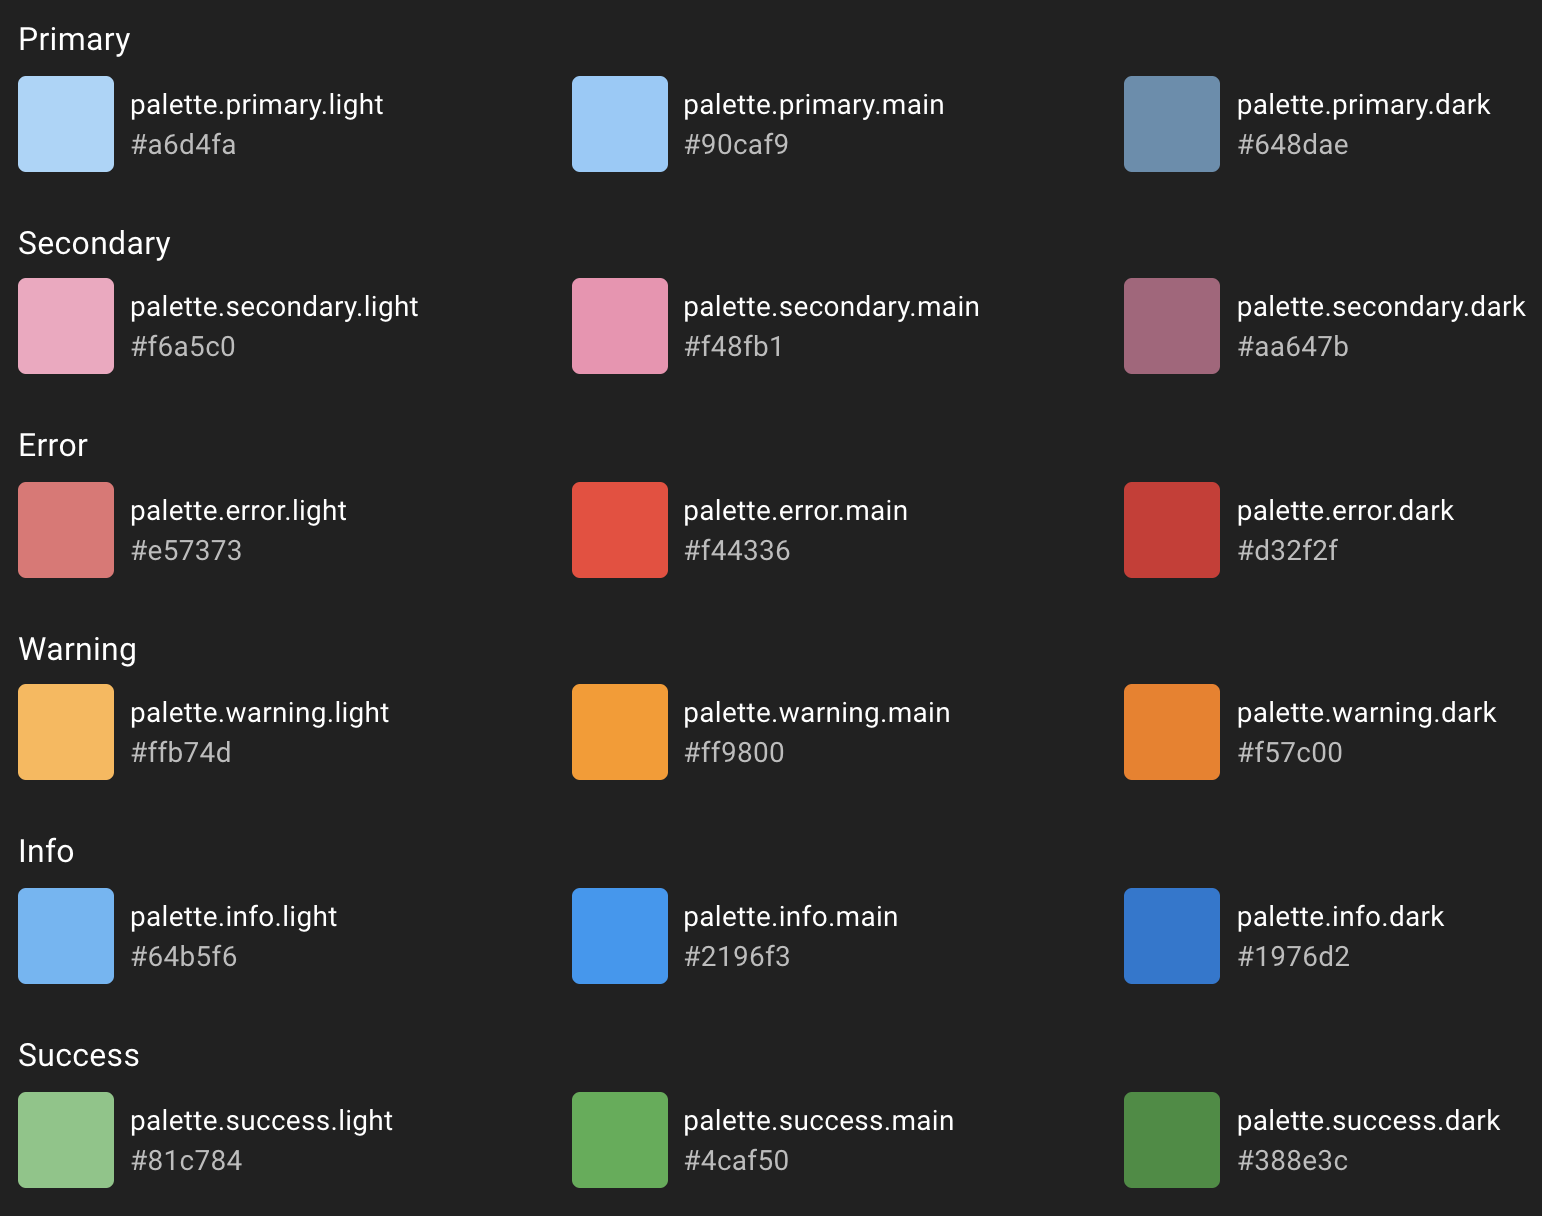 Primary
palette.primary.light
#a6d4fa
palette.primary.main
#90caf9
palette.primary.dark
#648dae
Secondary
palette.secondary.light
#f6a5c0
palette.secondary.main
#f48fb1
palette.secondary.dark
#aa647b
Error
palette.error.light
#e57373
palette.error.main
#f44336
palette.error.dark
#d32f2f
Warning
palette.warning.light
#ffb74d
palette.warning.main
#ff9800
palette.warning.dark
#f57c00
Info
palette.info.light
#64b5f6
palette.info.main
#2196f3
palette.info.dark
#1976d2
Success
palette.success.light
#81c784
palette.success.main
#4caf50
palette.success.dark
#388e3c